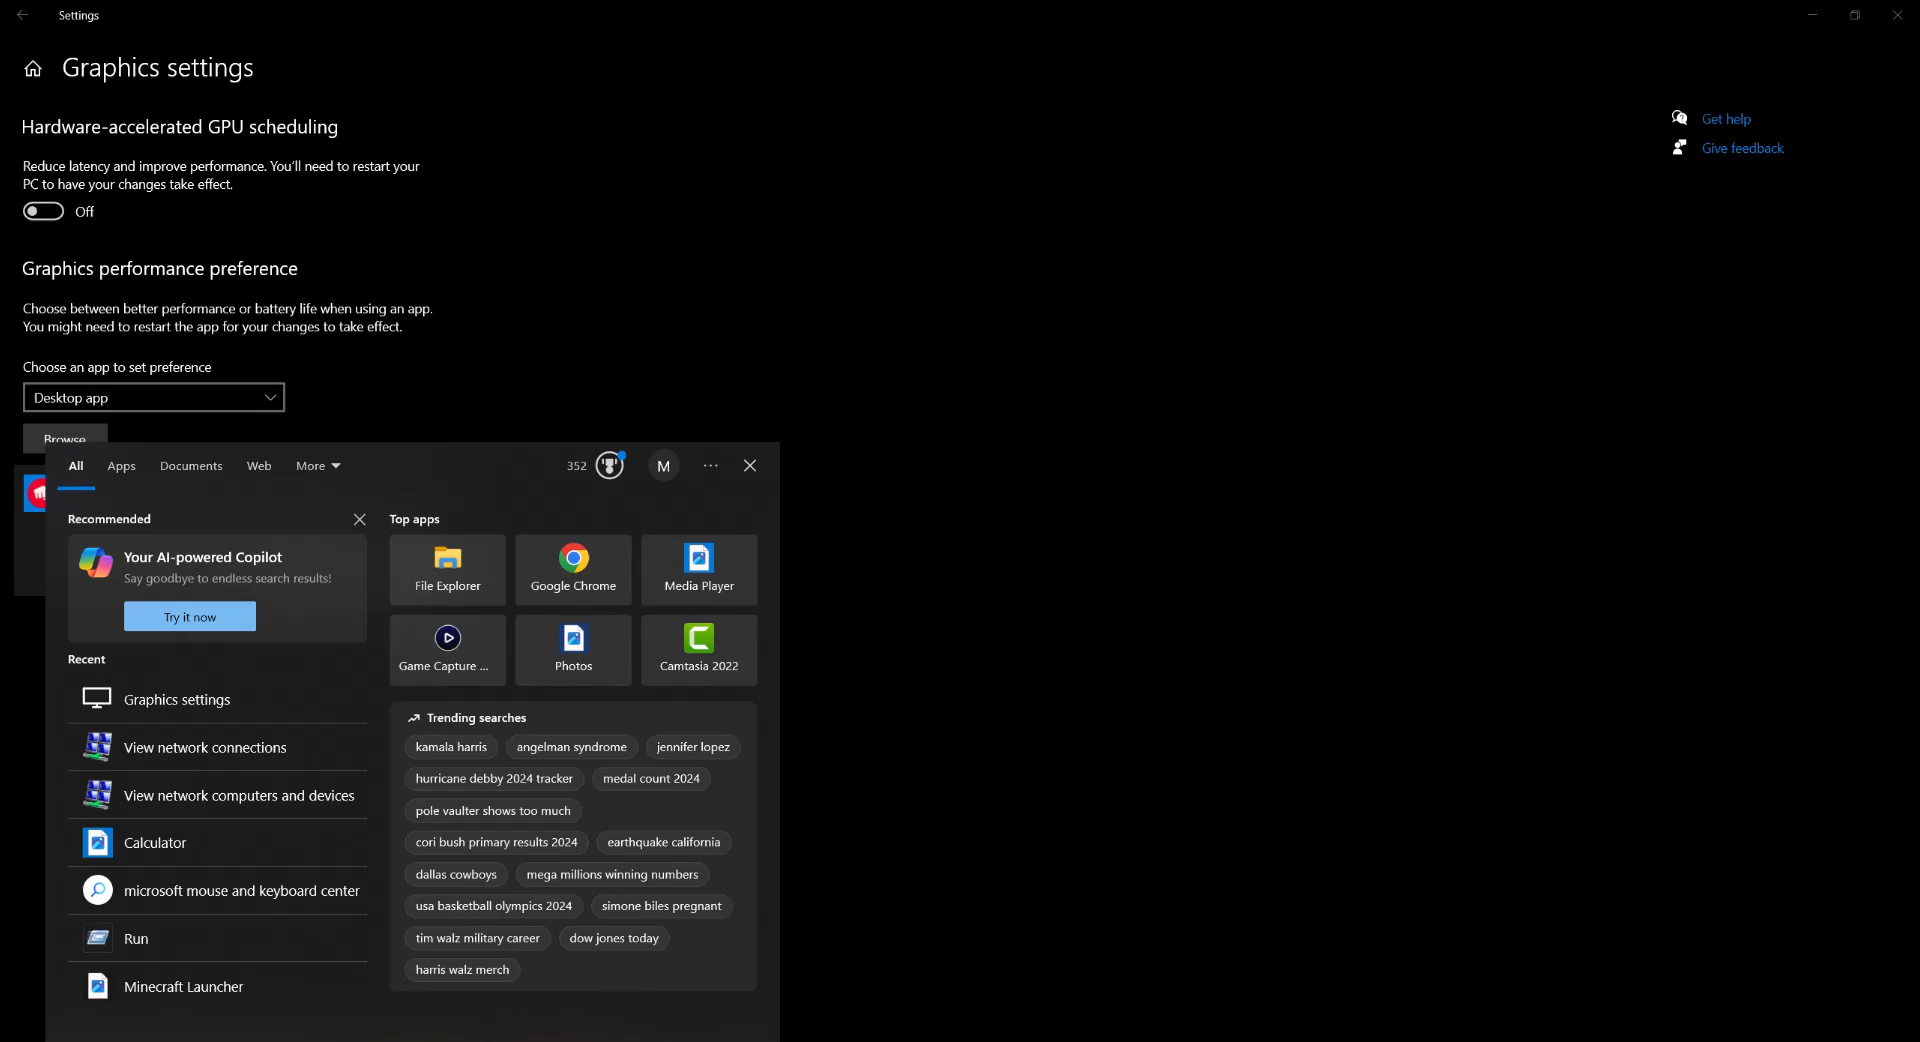 Settings
Graphics settings
Hardware-accelerated GPU scheduling
Reduce latency and improve performance. You'll need to restart your
PC to have your changes take effect.
Off
Graphics performance preference
Choose between better performance or battery life when using an app.
You might need to restart the app for your changes to take effect.
Choose an app to set preference
Desktop app
Browse
Get help
Give feedback
All Apps Documents Web More
352 M
Recommended
Your AI-powered Copilot
Say goodbye to endless search results!
Try it now
Recent
Graphics settings
View network connections
View network computers and devices
Calculator
microsoft mouse and keyboard center
Run
Minecraft Launcher
Top apps
File Explorer Google Chrome Media Player
Game Capture ... Photos Camtasia 2022
Trending searches
kamala harris angelman syndrome jennifer lopez
hurricane debby 2024 tracker medal count 2024
pole vaulter shows too much
cori bush primary results 2024 earthquake california
dallas cowboys mega millions winning numbers
usa basketball olympics 2024 simone biles pregnant
tim walz military career dow jones today
harris walz merch